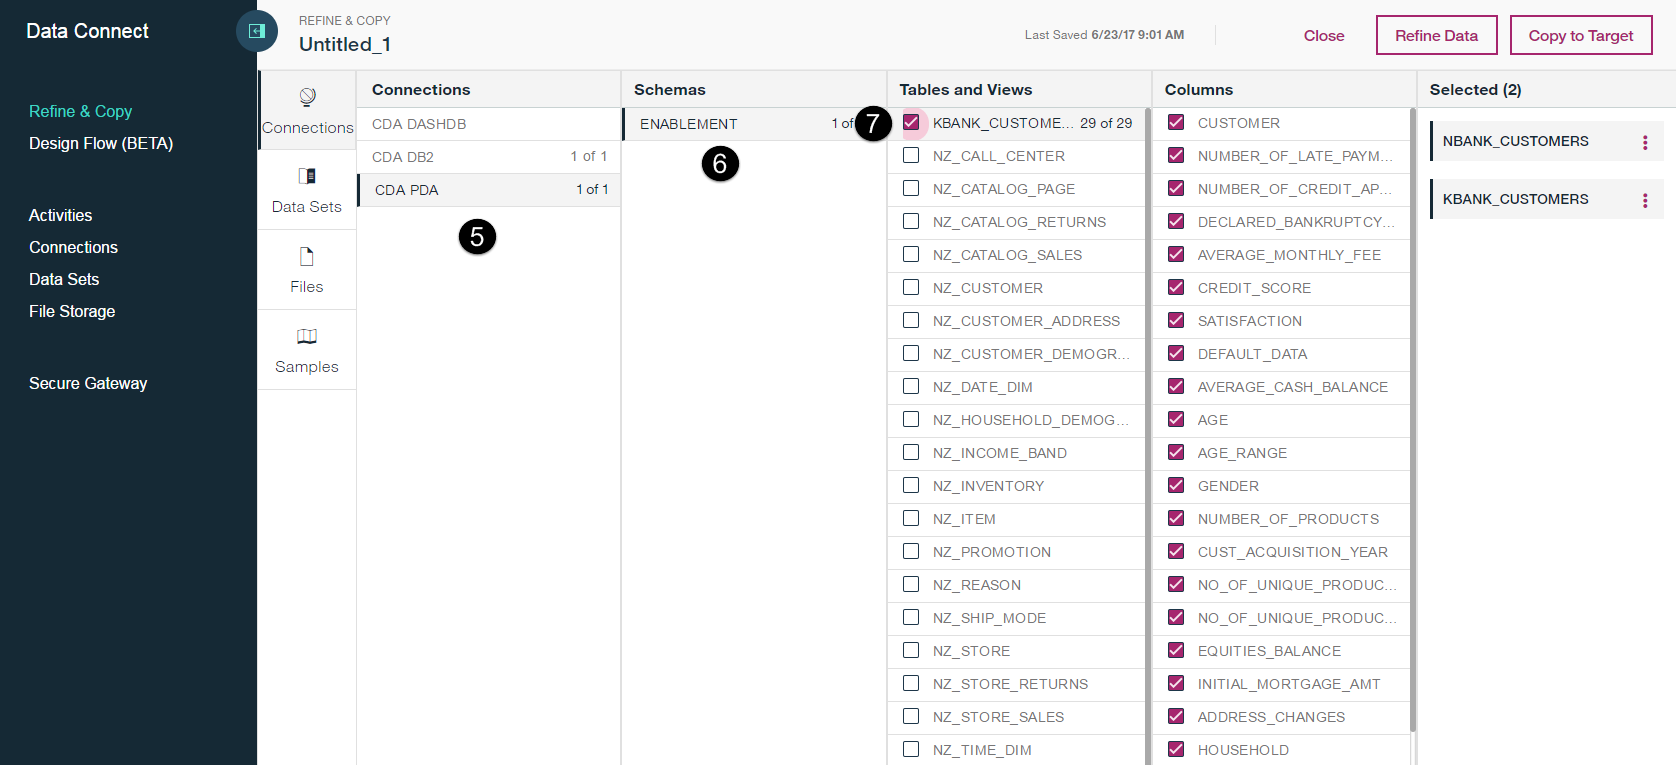 Data Connect
REFINE & COPY
Untitled_1
Last Saved 6/23/17 9:01 AM
Close
Refine Data
Copy to Target
Refine & Copy
Design Flow (BETA)
Activities
Connections
Data Sets
File Storage
Secure Gateway
Connections
Data Sets
Files
Samples
Connections
CDA DASHDB
CDA DB2 1 of 1
CDA PDA 1 of 1
5
Schemas
ENABLEMENT 1 of
6
7
Tables and Views
KBANK_CUSTOME... 29 of 29
NZ_CALL_CENTER
NZ_CATALOG_PAGE
NZ_CATALOG_RETURNS
NZ_CATALOG_SALES
NZ_CUSTOMER
NZ_CUSTOMER_ADDRESS
NZ_CUSTOMER_DEMOGR...
NZ_DATE_DIM
NZ_HOUSEHOLD_DEMOG...
NZ_INCOME_BAND
NZ_INVENTORY
NZ_ITEM
NZ_PROMOTION
NZ_REASON
NZ_SHIP_MODE
NZ_STORE
NZ_STORE_RETURNS
NZ_STORE_SALES
NZ_TIME_DIM
Columns
CUSTOMER
NUMBER_OF_LATE_PAYM...
NUMBER_OF_CREDIT_AP...
DECLARED_BANKRUPTCY...
AVERAGE_MONTHLY_FEE
CREDIT_SCORE
SATISFACTION
DEFAULT_DATA
AVERAGE_CASH_BALANCE
AGE
AGE_RANGE
GENDER
NUMBER_OF_PRODUCTS
CUST_ACQUISITION_YEAR
NO_OF_UNIQUE_PRODUC...
NO_OF_UNIQUE_PRODUC...
EQUITIES_BALANCE
INITIAL_MORTGAGE_AMT
ADDRESS_CHANGES
HOUSEHOLD
Selected (2)
NBANK_CUSTOMERS
KBANK_CUSTOMERS